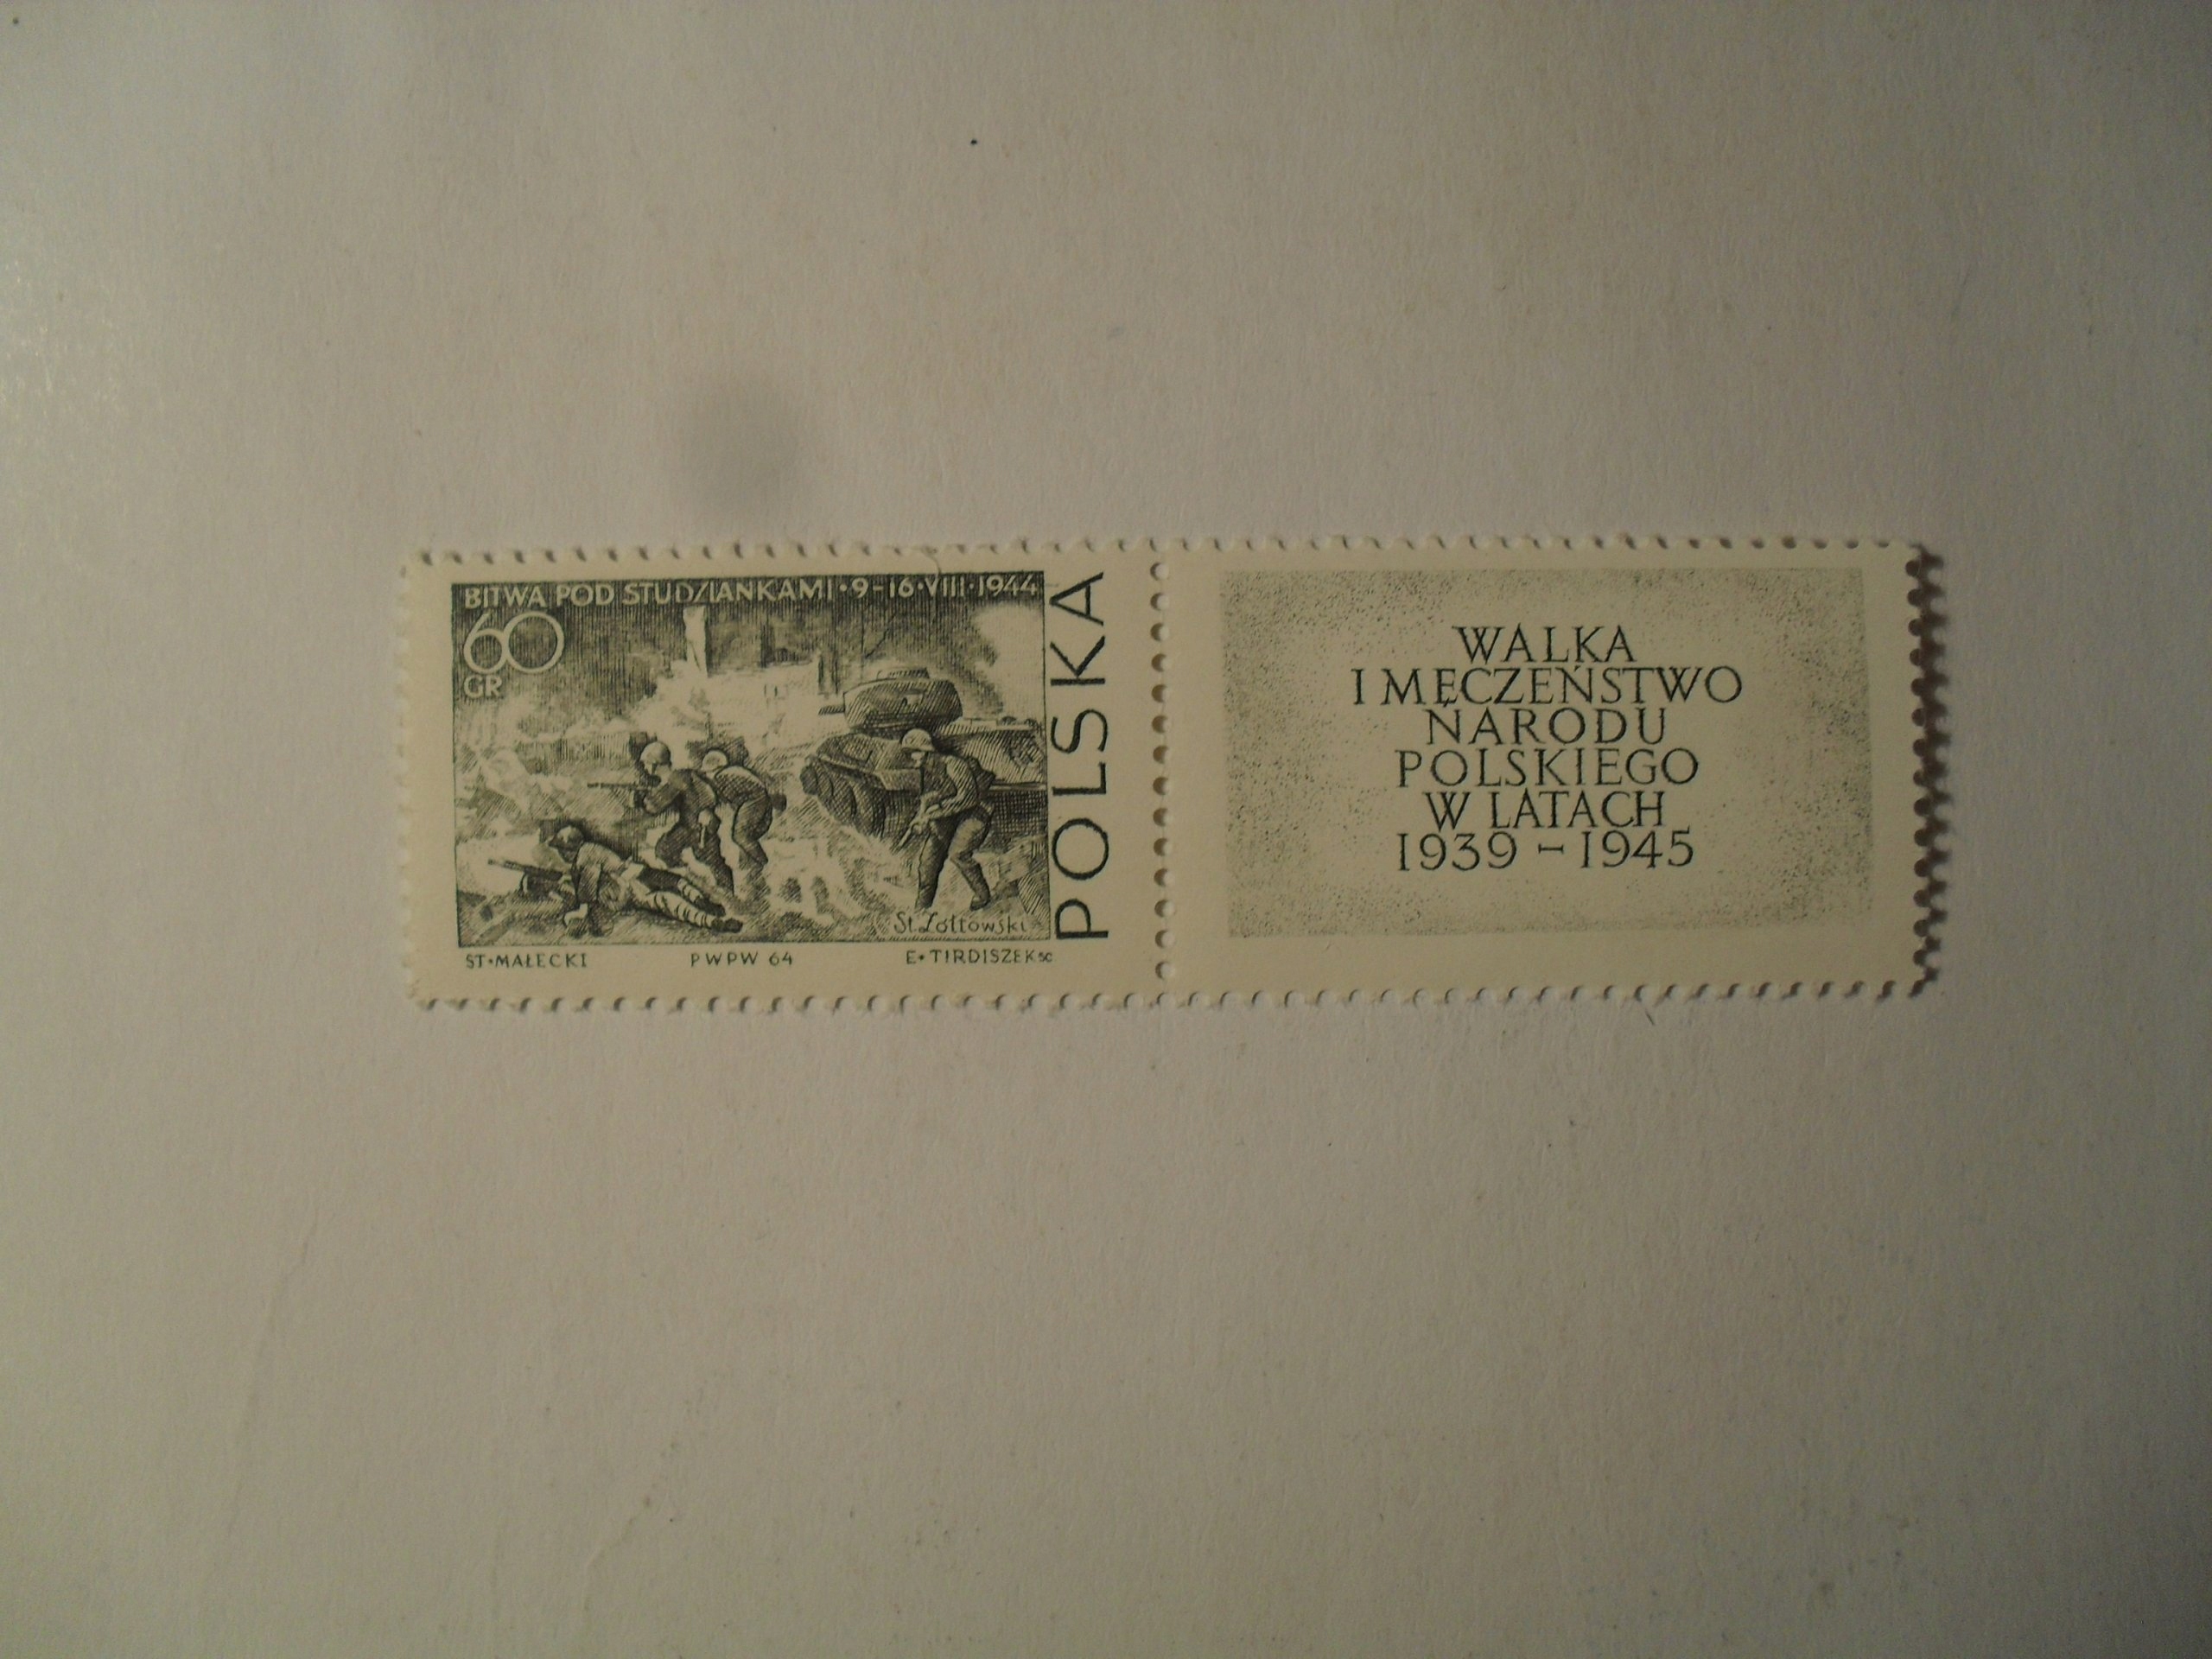 BITWA POD STUDZIANKAMI·9-16·VIII·1944
60
GR
POLSKA
St. Żółtowski
ST·MAŁECKI PWPW 64 E·TIRDISZEK SC
WALKA
I MĘCZEŃSTWO
NARODU
POLSKIEGO
W LATACH
1939-1945